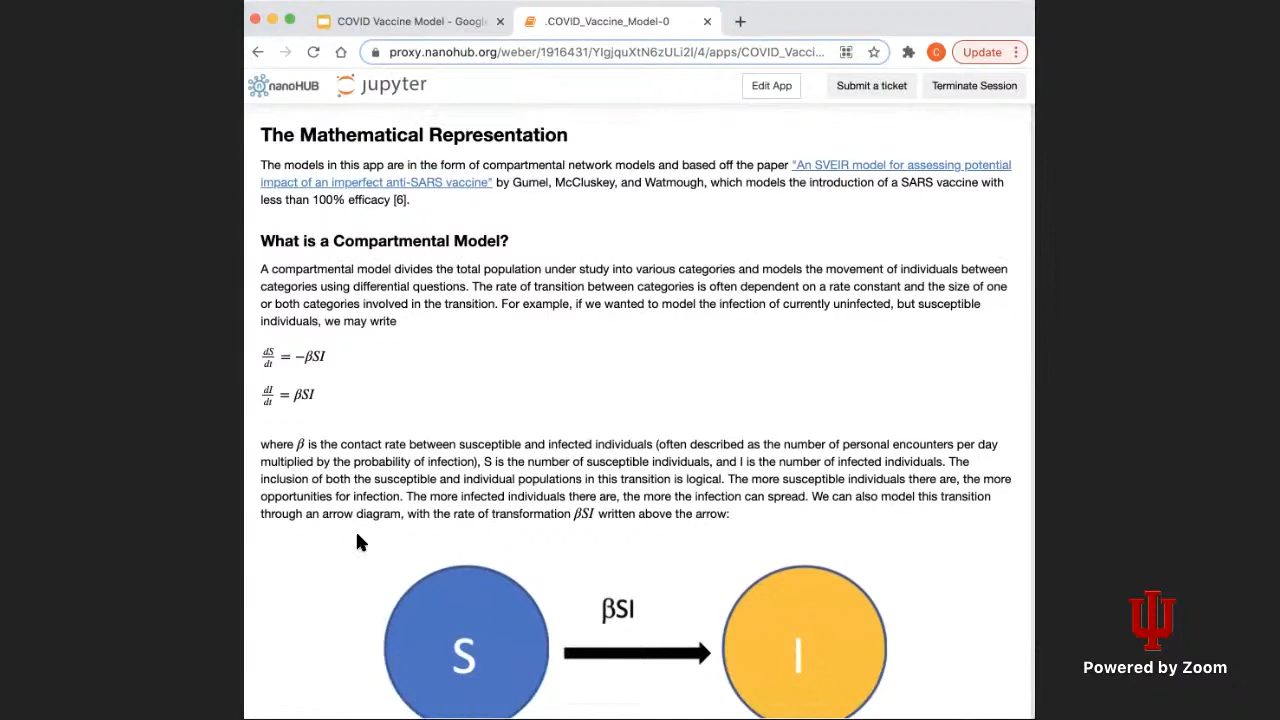 COVID Vaccine Model - Google
.COVID_Vaccine_Model-0
proxy.nanohub.org/weber/1916431/YIgjquXtN6zULi2l/4/apps/COVID_Vacci...
C
Update
nanoHUB
jupyter
Edit App
Submit a ticket
Terminate Session
The Mathematical Representation
The models in this app are in the form of compartmental network models and based off the paper "An SVEIR model for assessing potential
impact of an imperfect anti-SARS vaccine" by Gumel, McCluskey, and Watmough, which models the introduction of a SARS vaccine with
less than 100% efficacy [6].
What is a Compartmental Model?
A compartmental model divides the total population under study into various categories and models the movement of individuals between
categories using differential questions. The rate of transition between categories is often dependent on a rate constant and the size of one
or both categories involved in the transition. For example, if we wanted to model the infection of currently uninfected, but susceptible
individuals, we may write
dS/dt = −βSI
dI/dt = βSI
where β is the contact rate between susceptible and infected individuals (often described as the number of personal encounters per day
multiplied by the probability of infection), S is the number of susceptible individuals, and I is the number of infected individuals. The
inclusion of both the susceptible and individual populations in this transition is logical. The more susceptible individuals there are, the more
opportunities for infection. The more infected individuals there are, the more the infection can spread. We can also model this transition
through an arrow diagram, with the rate of transformation βSI written above the arrow:
βSI
S
I
Powered by Zoom